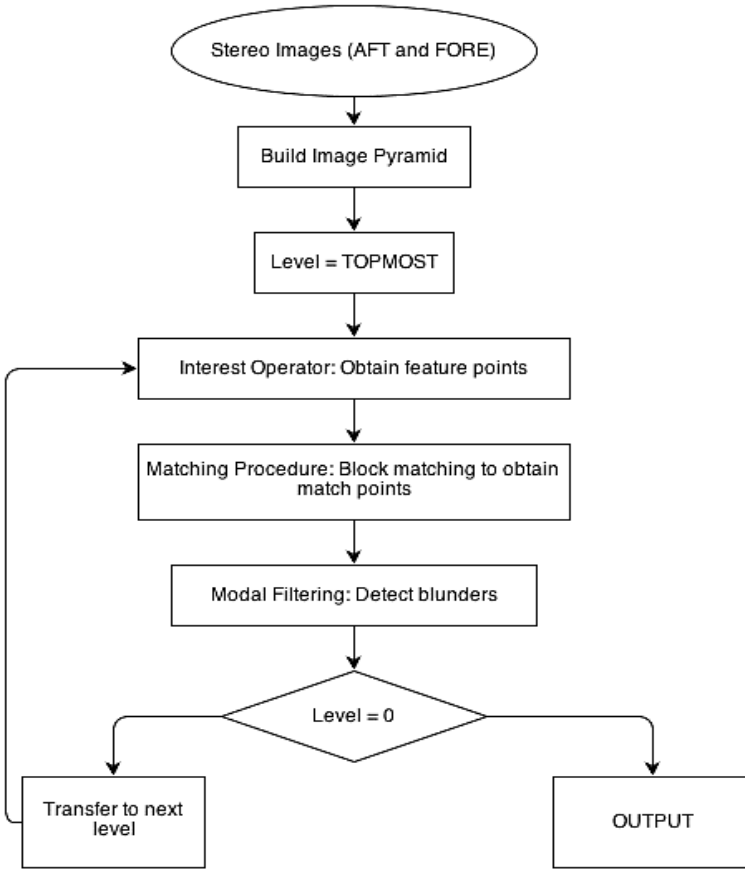 Stereo Images (AFT and FORE)
Build Image Pyramid
Level = TOPMOST
Interest Operator: Obtain feature points
Matching Procedure: Block matching to obtain
match points
Modal Filtering: Detect blunders
Level = 0
Transfer to next
level
OUTPUT